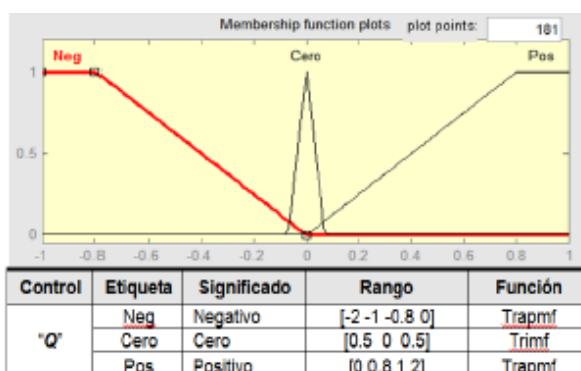 Membership function plots plot points: 181
Neg Cero Pos
1
0.5
0
-1 -0.8 -0.6 -0.4 -0.2 0 0.2 0.4 0.6 0.8 1
Control Etiqueta Significado Rango Función
"Q" Neg Negativo [-2 -1 -0.8 0] Trapmf
Cero Cero [0.5 0 0.5] Trimf
Pos Positivo [0 0.8 1 2] Trapmf